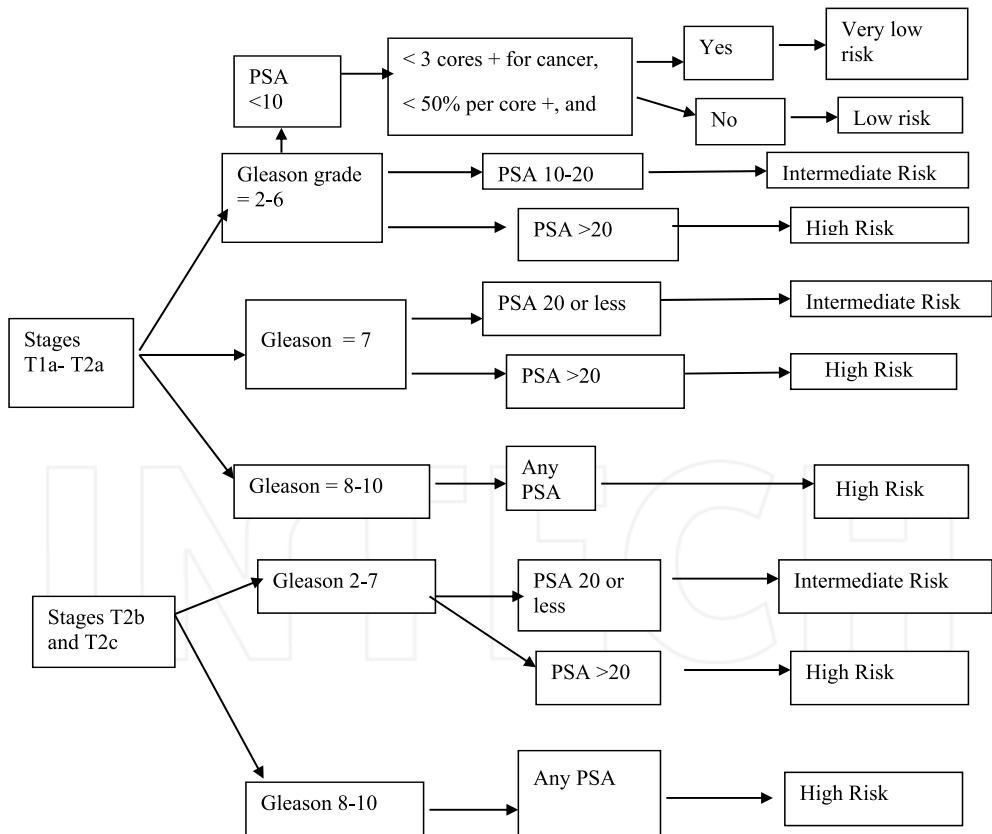 Very low
risk
Yes
< 3 cores + for cancer,
< 50% per core +, and
PSA
<10
No
Low risk
Gleason grade
= 2-6
PSA 10-20
Intermediate Risk
PSA >20
High Risk
Stages
T1a- T2a
Gleason = 7
PSA 20 or less
Intermediate Risk
PSA >20
High Risk
Gleason = 8-10
Any
PSA
High Risk
Stages T2b
and T2c
Gleason 2-7
PSA 20 or
less
Intermediate Risk
PSA >20
High Risk
Gleason 8-10
Any PSA
High Risk
INTECH